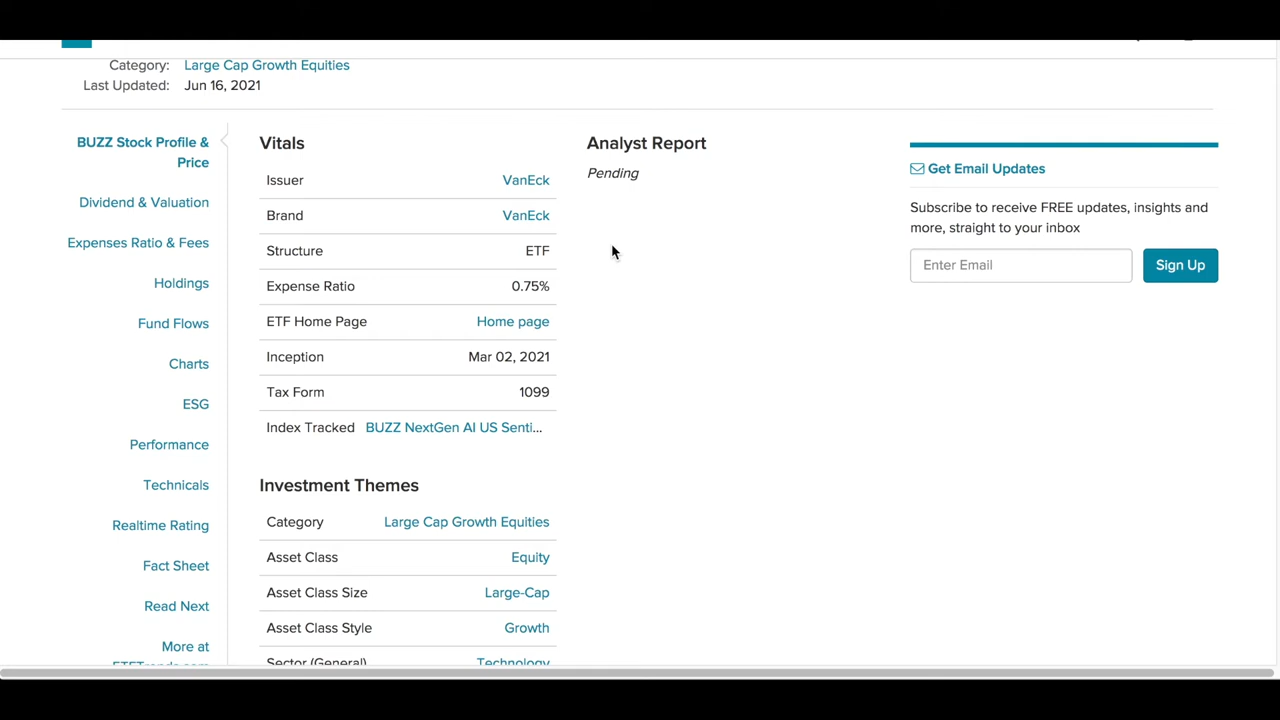 Category: Large Cap Growth Equities
Last Updated: Jun 16, 2021
BUZZ Stock Profile &
Price
Dividend & Valuation
Expenses Ratio & Fees
Holdings
Fund Flows
Charts
ESG
Performance
Technicals
Realtime Rating
Fact Sheet
Read Next
More at
ETFTrends.com
Vitals
Issuer VanEck
Brand VanEck
Structure ETF
Expense Ratio 0.75%
ETF Home Page Home page
Inception Mar 02, 2021
Tax Form 1099
Index Tracked BUZZ NextGen AI US Senti...
Investment Themes
Category Large Cap Growth Equities
Asset Class Equity
Asset Class Size Large-Cap
Asset Class Style Growth
Sector (General) Technology
Analyst Report
Pending
Get Email Updates
Subscribe to receive FREE updates, insights and
more, straight to your inbox
Enter Email
Sign Up